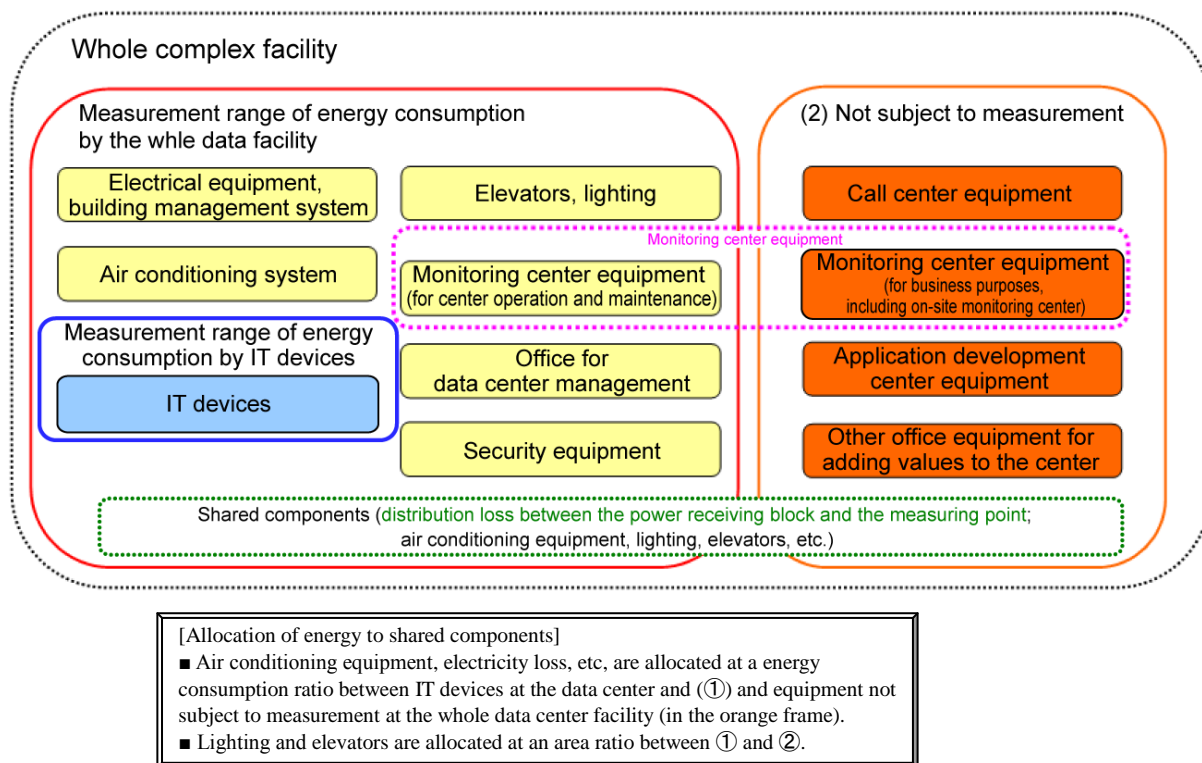 Whole complex facility
Measurement range of energy consumption
by the whle data facility
(2) Not subject to measurement
Electrical equipment,
building management system
Elevators, lighting
Call center equipment
Monitoring center equipment
Air conditioning system
Monitoring center equipment
(for center operation and maintenance)
Monitoring center equipment
(for business purposes,
including on-site monitoring center)
Measurement range of energy
consumption by IT devices
IT devices
Office for
data center management
Application development
center equipment
Security equipment
Other office equipment for
adding values to the center
Shared components (distribution loss between the power receiving block and the measuring point;
air conditioning equipment, lighting, elevators, etc.)
[Allocation of energy to shared components]
■ Air conditioning equipment, electricity loss, etc, are allocated at a energy
consumption ratio between IT devices at the data center and (①) and equipment not
subject to measurement at the whole data center facility (in the orange frame).
■ Lighting and elevators are allocated at an area ratio between ① and ②.